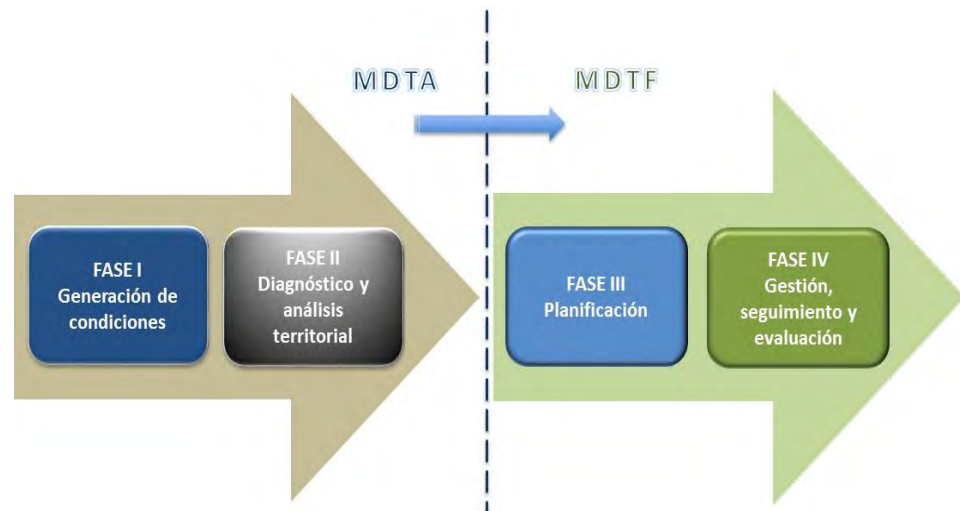 MDTA
MDTF
FASE I
Generación de
condiciones
FASE II
Diagnóstico y
análisis
territorial
FASE III
Planificación
FASE IV
Gestión,
seguimiento y
evaluación